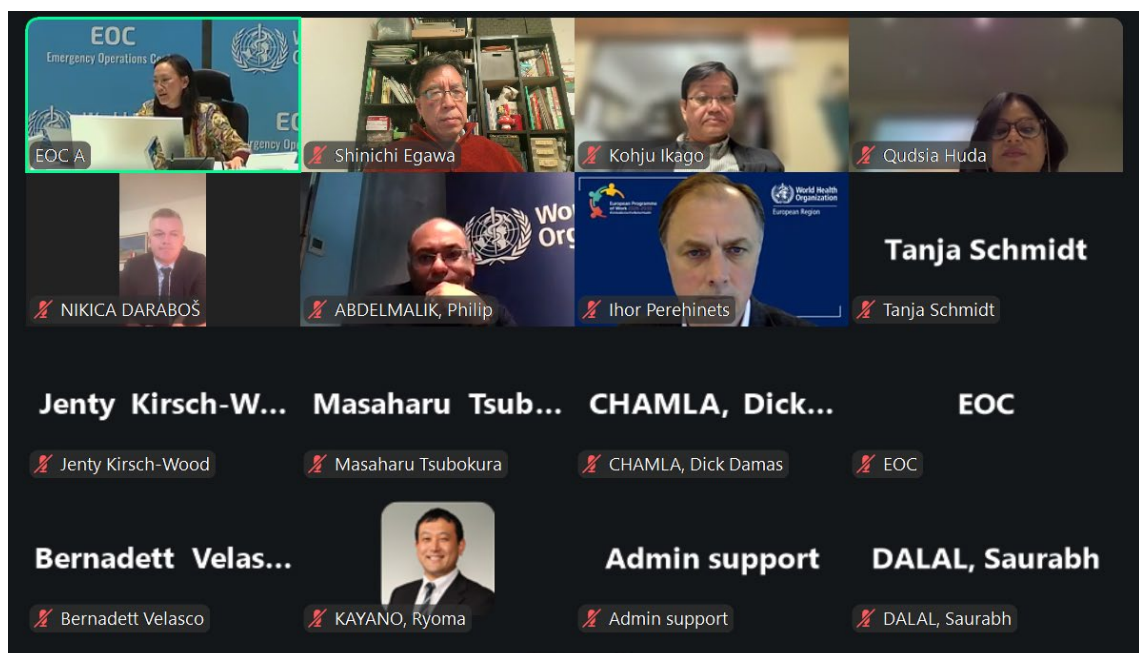 EOC
Emergency Operations C
EOC A
Shinichi Egawa
Kohju Ikago
Qudsia Huda
World Health
Organization
European Region
NIKICA DARABOŠ
ABDELMALIK, Philip
Ihor Perehinets
Tanja Schmidt
Tanja Schmidt
Jenty Kirsch-W...
Masaharu Tsub...
CHAMLA, Dick...
EOC
Jenty Kirsch-Wood
Masaharu Tsubokura
CHAMLA, Dick Damas
EOC
Bernadett Velas...
Admin support
DALAL, Saurabh
Bernadett Velasco
KAYANO, Ryoma
Admin support
DALAL, Saurabh